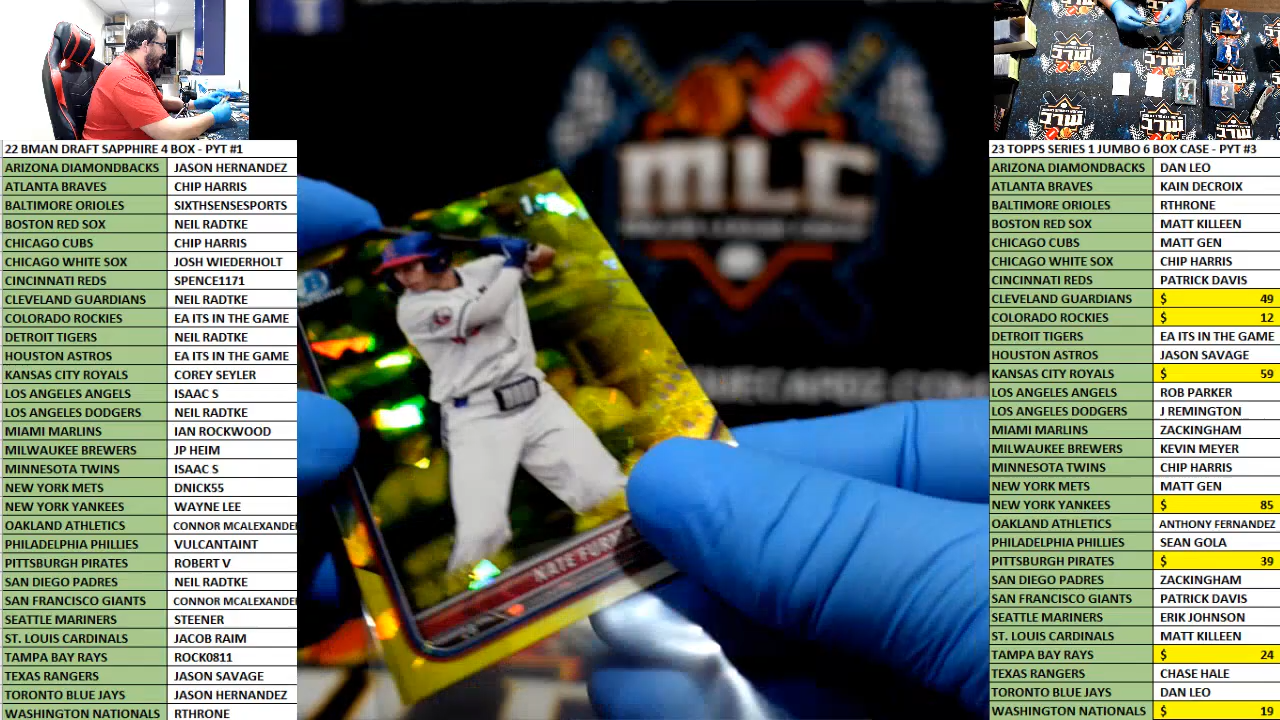 22 BMAN DRAFT SAPPHIRE 4 BOX - PYT #1
ARIZONA DIAMONDBACKS JASON HERNANDEZ
ATLANTA BRAVES CHIP HARRIS
BALTIMORE ORIOLES SIXTHSENSESPORTS
BOSTON RED SOX NEIL RADTKE
CHICAGO CUBS CHIP HARRIS
CHICAGO WHITE SOX JOSH WIEDERHOLT
CINCINNATI REDS SPENCE1171
CLEVELAND GUARDIANS NEIL RADTKE
COLORADO ROCKIES EA ITS IN THE GAME
DETROIT TIGERS NEIL RADTKE
HOUSTON ASTROS EA ITS IN THE GAME
KANSAS CITY ROYALS COREY SEYLER
LOS ANGELES ANGELS ISAAC S
LOS ANGELES DODGERS NEIL RADTKE
MIAMI MARLINS IAN ROCKWOOD
MILWAUKEE BREWERS JP HEIM
MINNESOTA TWINS ISAAC S
NEW YORK METS DNICK55
NEW YORK YANKEES WAYNE LEE
OAKLAND ATHLETICS CONNOR MCALEXANDE
PHILADELPHIA PHILLIES VULCANTAINT
PITTSBURGH PIRATES ROBERT V
SAN DIEGO PADRES NEIL RADTKE
SAN FRANCISCO GIANTS CONNOR MCALEXANDE
SEATTLE MARINERS STEENER
ST. LOUIS CARDINALS JACOB RAIM
TAMPA BAY RAYS ROCK0811
TEXAS RANGERS JASON SAVAGE
TORONTO BLUE JAYS JASON HERNANDEZ
WASHINGTON NATIONALS RTHRONE
MLC
NATE
23 TOPPS SERIES 1 JUMBO 6 BOX CASE - PYT #3
ARIZONA DIAMONDBACKS DAN LEO
ATLANTA BRAVES KAIN DECROIX
BALTIMORE ORIOLES RTHRONE
BOSTON RED SOX MATT KILLEEN
CHICAGO CUBS MATT GEN
CHICAGO WHITE SOX CHIP HARRIS
CINCINNATI REDS PATRICK DAVIS
CLEVELAND GUARDIANS $ 49
COLORADO ROCKIES $ 12
DETROIT TIGERS EA ITS IN THE GAME
HOUSTON ASTROS JASON SAVAGE
KANSAS CITY ROYALS $ 59
LOS ANGELES ANGELS ROB PARKER
LOS ANGELES DODGERS J REMINGTON
MIAMI MARLINS ZACKINGHAM
MILWAUKEE BREWERS KEVIN MEYER
MINNESOTA TWINS CHIP HARRIS
NEW YORK METS MATT GEN
NEW YORK YANKEES $ 85
OAKLAND ATHLETICS ANTHONY FERNANDEZ
PHILADELPHIA PHILLIES SEAN GOLA
PITTSBURGH PIRATES $ 39
SAN DIEGO PADRES ZACKINGHAM
SAN FRANCISCO GIANTS PATRICK DAVIS
SEATTLE MARINERS ERIK JOHNSON
ST. LOUIS CARDINALS MATT KILLEEN
TAMPA BAY RAYS $ 24
TEXAS RANGERS CHASE HALE
TORONTO BLUE JAYS DAN LEO
WASHINGTON NATIONALS $ 19